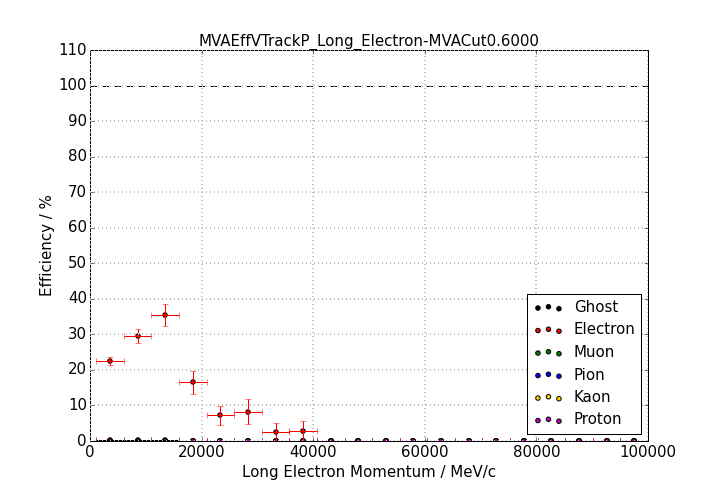 MVAEffVTrackP_Long_Electron-MVACut0.6000
110
100
90
80
70
60
50
40
30
20
10
0
Efficiency / %
Ghost
Electron
Muon
Pion
Kaon
Proton
0 20000 40000 60000 80000 100000
Long Electron Momentum / MeV/c